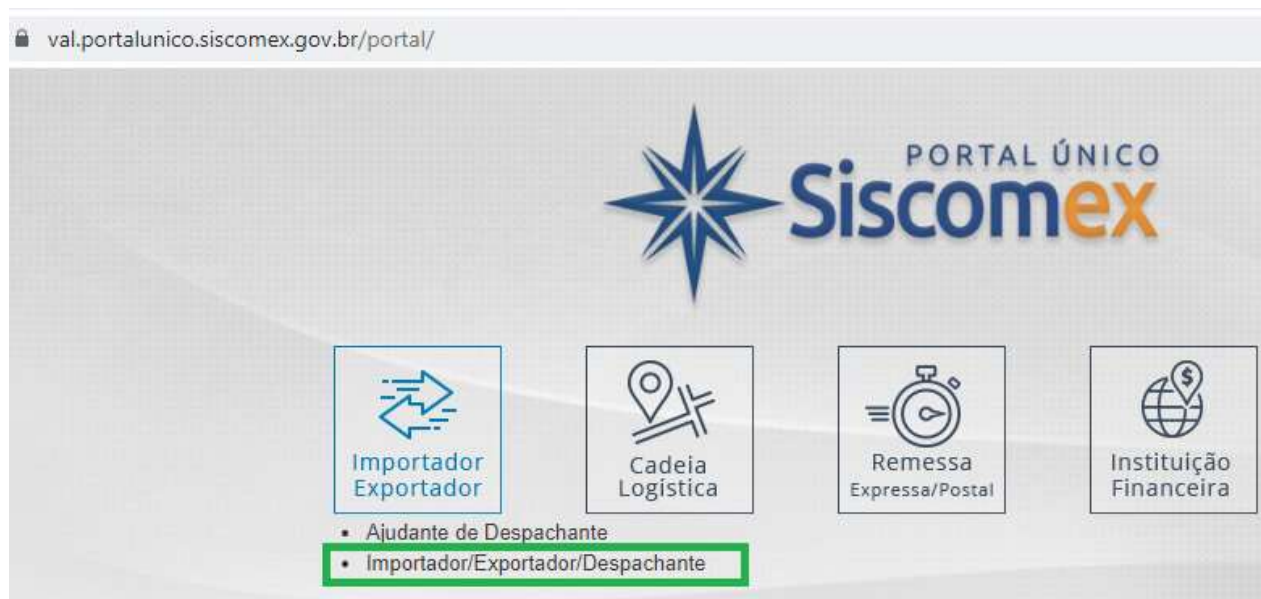 val.portalunico.siscomex.gov.br/portal/
PORTAL ÚNICO
Siscomex
Importador
Exportador
Cadeia
Logística
Remessa
Expressa/Postal
Instituição
Financeira
• Ajudante de Despachante
• Importador/Exportador/Despachante